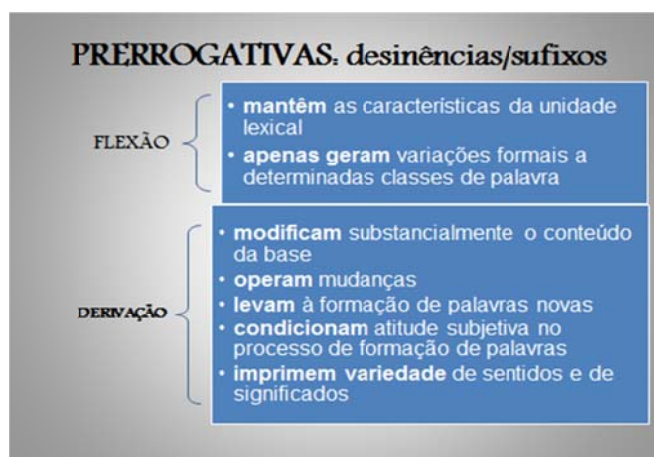 PRERROGATIVAS: desinências/sufixos
FLEXÃO
• mantêm as características da unidade
lexical
• apenas geram variações formais a
determinadas classes de palavra
DERIVAÇÃO
• modificam substancialmente o conteúdo
da base
• operam mudanças
• levam à formação de palavras novas
• condicionam atitude subjetiva no
processo de formação de palavras
• imprimem variedade de sentidos e de
significados